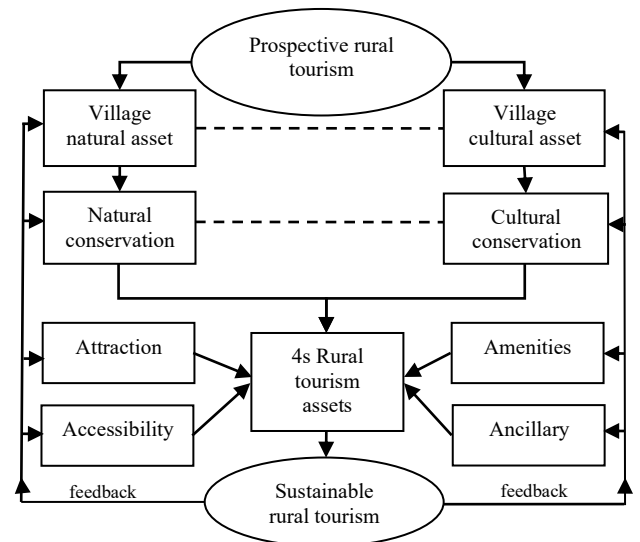 Prospective rural
tourism
Village
natural asset
Village
cultural asset
Natural
conservation
Cultural
conservation
Attraction
4s Rural
tourism
assets
Amenities
Accessibility
Ancillary
feedback
Sustainable
rural tourism
feedback